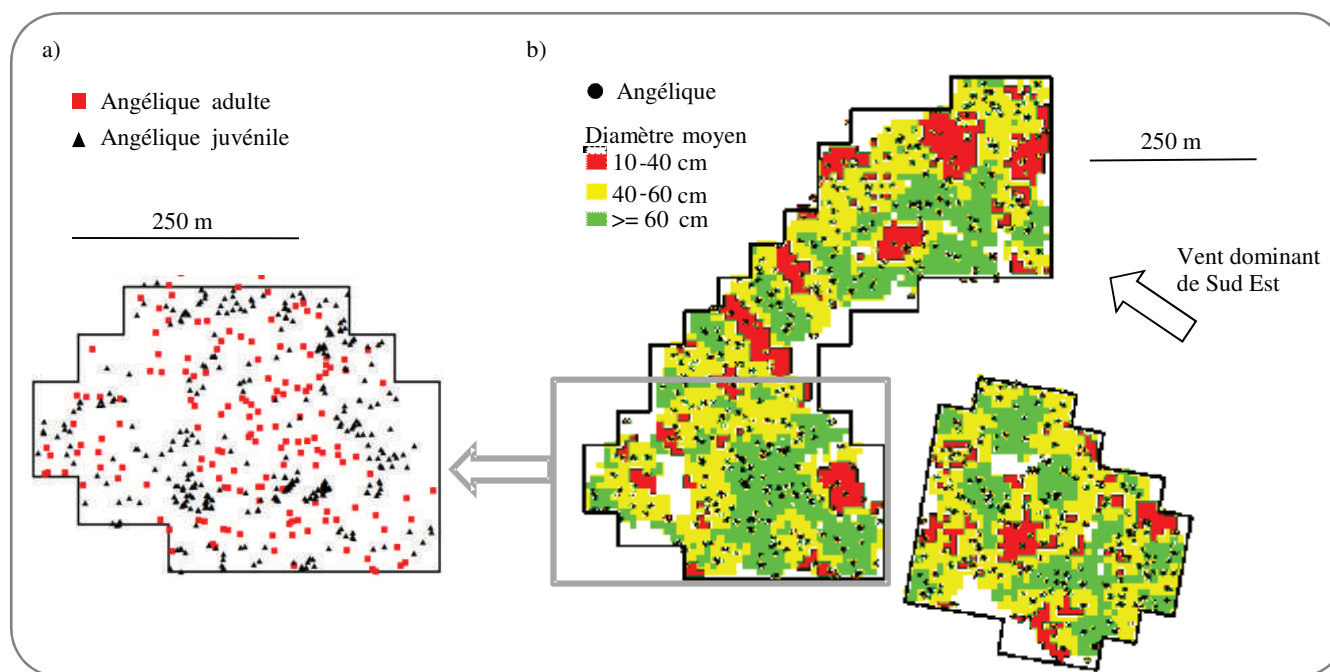 a)
Angélique adulte
Angélique juvénile
250 m
b)
Angélique
Diamètre moyen
10-40 cm
40-60 cm
>= 60 cm
250 m
Vent dominant
de Sud Est